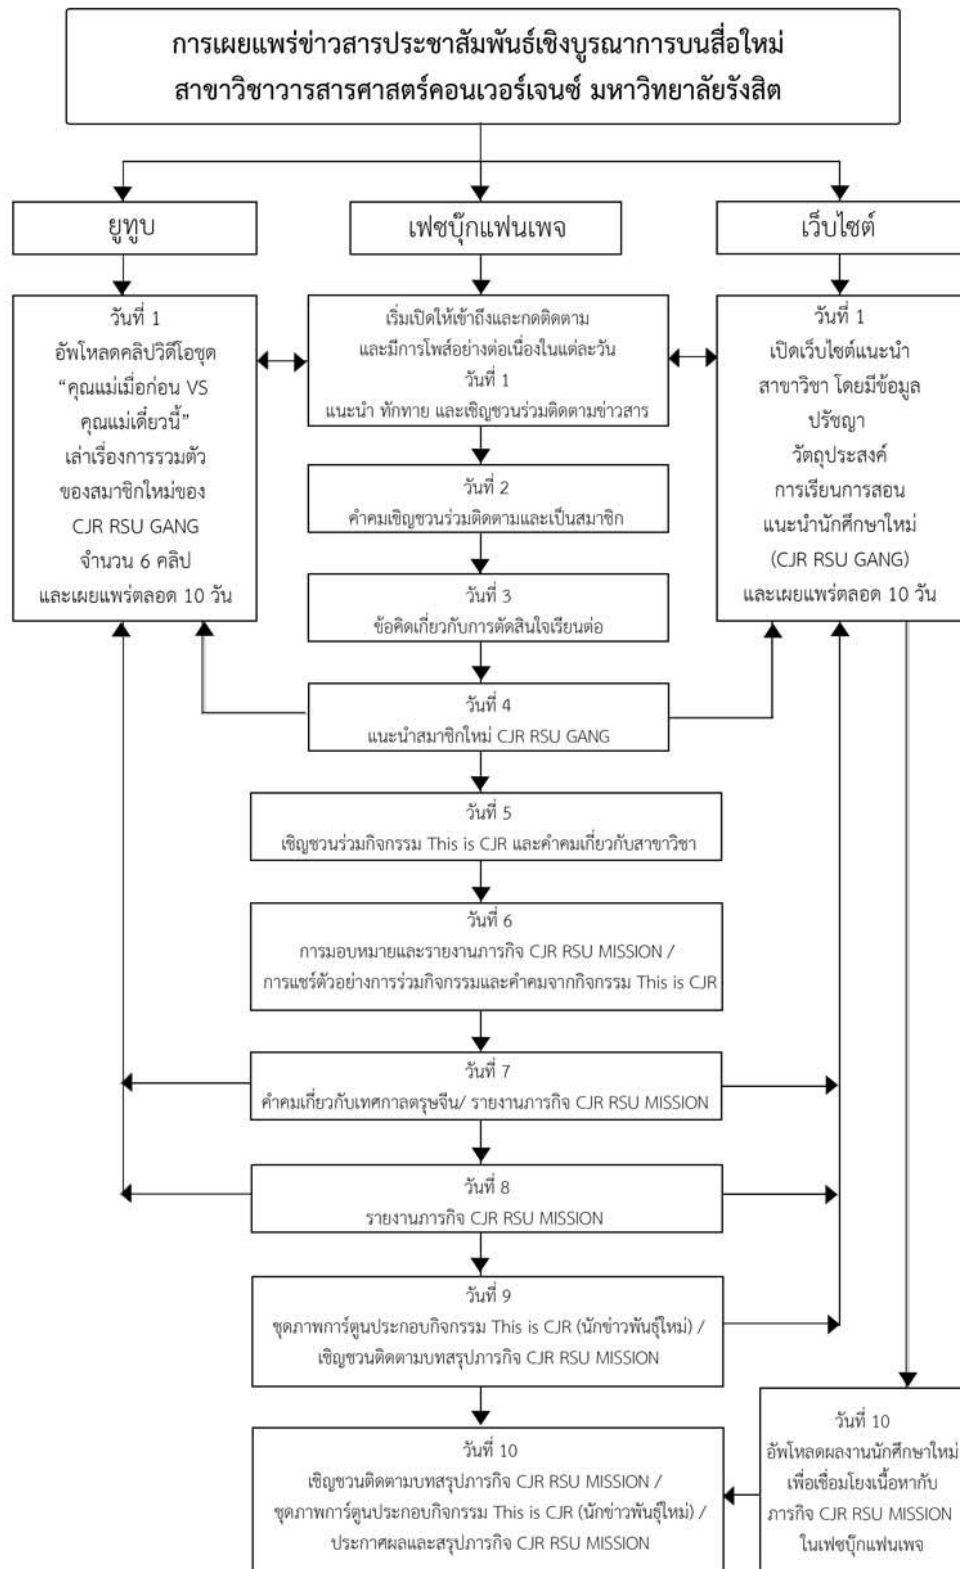 การเผยแพร่ข่าวสารประชาสัมพันธ์เชิงบูรณาการบนสื่อใหม่
สาขาวิชาวารสารศาสตร์คอนเวอร์เจนซ์ มหาวิทยาลัยรังสิต
ยูทูบ
เฟซบุ๊กแฟนเพจ
เว็บไซต์
วันที่ 1
อัพโหลดคลิปวิดีโอชุด
“คุณแม่เมื่อก่อน VS
คุณแม่เดี๋ยวนี้”
เล่าเรื่องการรวมตัว
ของสมาชิกใหม่ของ
CJR RSU GANG
จำนวน 6 คลิป
และเผยแพร่ตลอด 10 วัน
เริ่มเปิดให้เข้าถึงและกดติดตาม
และมีการโพส์อย่างต่อเนื่องในแต่ละวัน
วันที่ 1
แนะนำ ทักทาย และเชิญชวนร่วมติดตามข่าวสาร
วันที่ 1
เปิดเว็บไซต์แนะนำ
สาขาวิชา โดยมีข้อมูล
ปรัชญา
วัตถุประสงค์
การเรียนการสอน
แนะนำนักศึกษาใหม่
(CJR RSU GANG)
และเผยแพร่ตลอด 10 วัน
วันที่ 2
คำคมเชิญชวนร่วมติดตามและเป็นสมาชิก
วันที่ 3
ข้อคิดเกี่ยวกับการตัดสินใจเรียนต่อ
วันที่ 4
แนะนำสมาชิกใหม่ CJR RSU GANG
วันที่ 5
เชิญชวนร่วมกิจกรรม This is CJR และคำคมเกี่ยวกับสาขาวิชา
วันที่ 6
การมอบหมายและรายงานภารกิจ CJR RSU MISSION /
การแชร์ตัวอย่างการร่วมกิจกรรมและคำคมจากกิจกรรม This is CJR
วันที่ 7
คำคมเกี่ยวกับเทศกาลตรุษจีน/ รายงานภารกิจ CJR RSU MISSION
วันที่ 8
รายงานภารกิจ CJR RSU MISSION
วันที่ 9
ชุดภาพการ์ตูนประกอบกิจกรรม This is CJR (นักข่าวพันธุ์ใหม่) /
เชิญชวนติดตามบทสรุปภารกิจ CJR RSU MISSION
วันที่ 10
เชิญชวนติดตามบทสรุปภารกิจ CJR RSU MISSION /
ชุดภาพการ์ตูนประกอบกิจกรรม This is CJR (นักข่าวพันธุ์ใหม่) /
ประกาศผลและสรุปภารกิจ CJR RSU MISSION
วันที่ 10
อัพโหลดผลงานนักศึกษาใหม่
เพื่อเชื่อมโยงเนื้อหากับ
ภารกิจ CJR RSU MISSION
ในเฟซบุ๊กแฟนเพจ